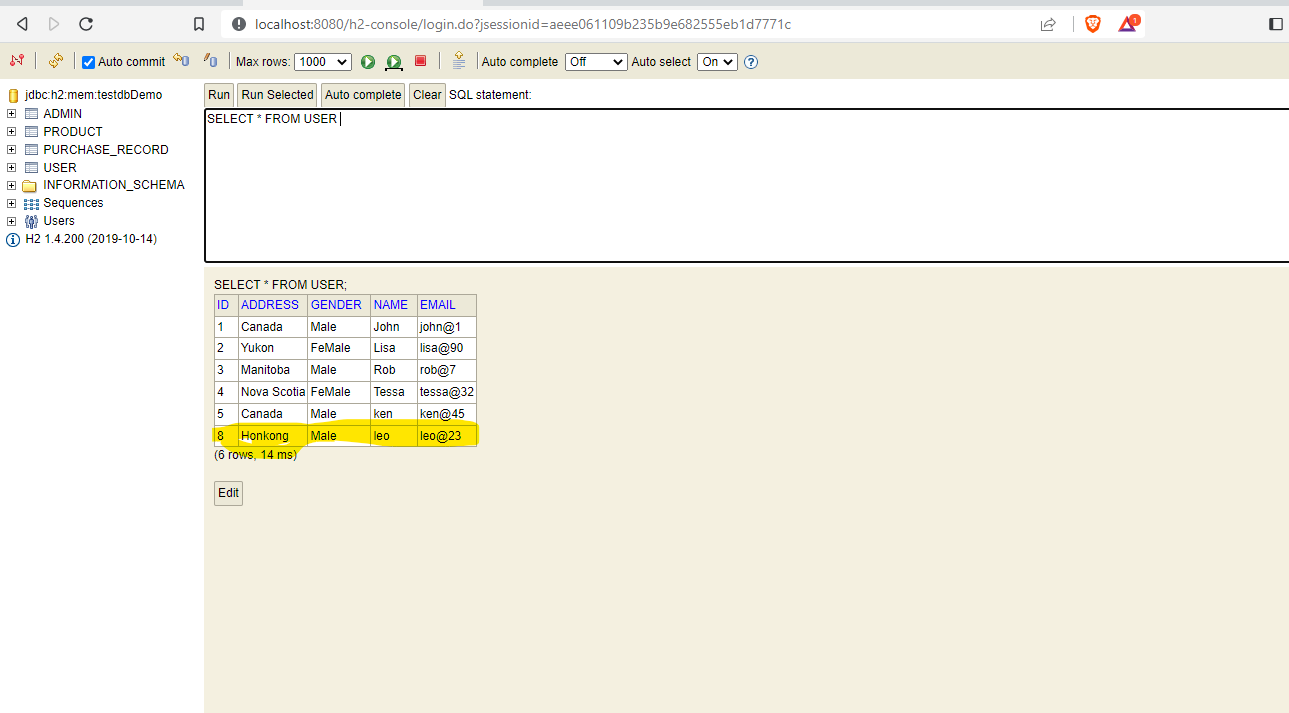 localhost:8080/h2-console/login.do?jsessionid=aeee061109b235b9e682555eb1d7771c
1
Auto commit Max rows: 1000 Auto complete Off Auto select On ?
jdbc:h2:mem:testdbDemo
ADMIN
PRODUCT
PURCHASE_RECORD
USER
INFORMATION_SCHEMA
Sequences
Users
H2 1.4.200 (2019-10-14)
Run Run Selected Auto complete Clear SQL statement:
SELECT * FROM USER
SELECT * FROM USER;
ID ADDRESS GENDER NAME EMAIL
1 Canada Male John john@1
2 Yukon FeMale Lisa lisa@90
3 Manitoba Male Rob rob@7
4 Nova Scotia FeMale Tessa tessa@32
5 Canada Male ken ken@45
8 Honkong Male leo leo@23
(6 rows, 14 ms)
Edit